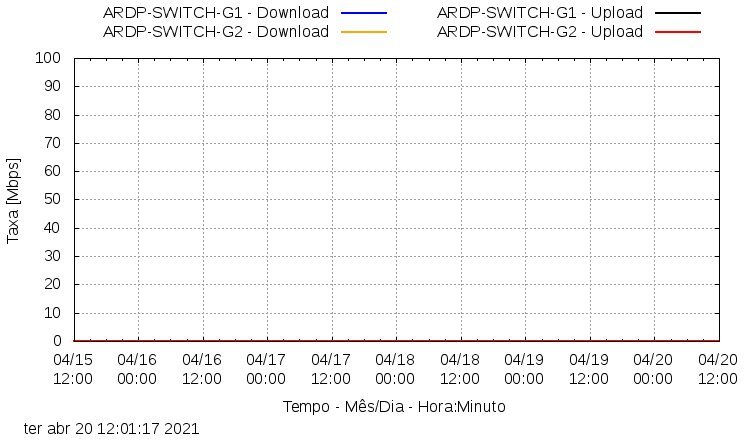 ARDP-SWITCH-G1 - Download ARDP-SWITCH-G1 - Upload
ARDP-SWITCH-G2 - Download ARDP-SWITCH-G2 - Upload
100
90
80
70
60
50
40
30
20
10
0
Taxa [Mbps]
04/15 04/16 04/16 04/17 04/17 04/18 04/18 04/19 04/19 04/20 04/20
12:00 00:00 12:00 00:00 12:00 00:00 12:00 00:00 12:00 00:00 12:00
Tempo - Mês/Dia - Hora:Minuto
ter abr 20 12:01:17 2021